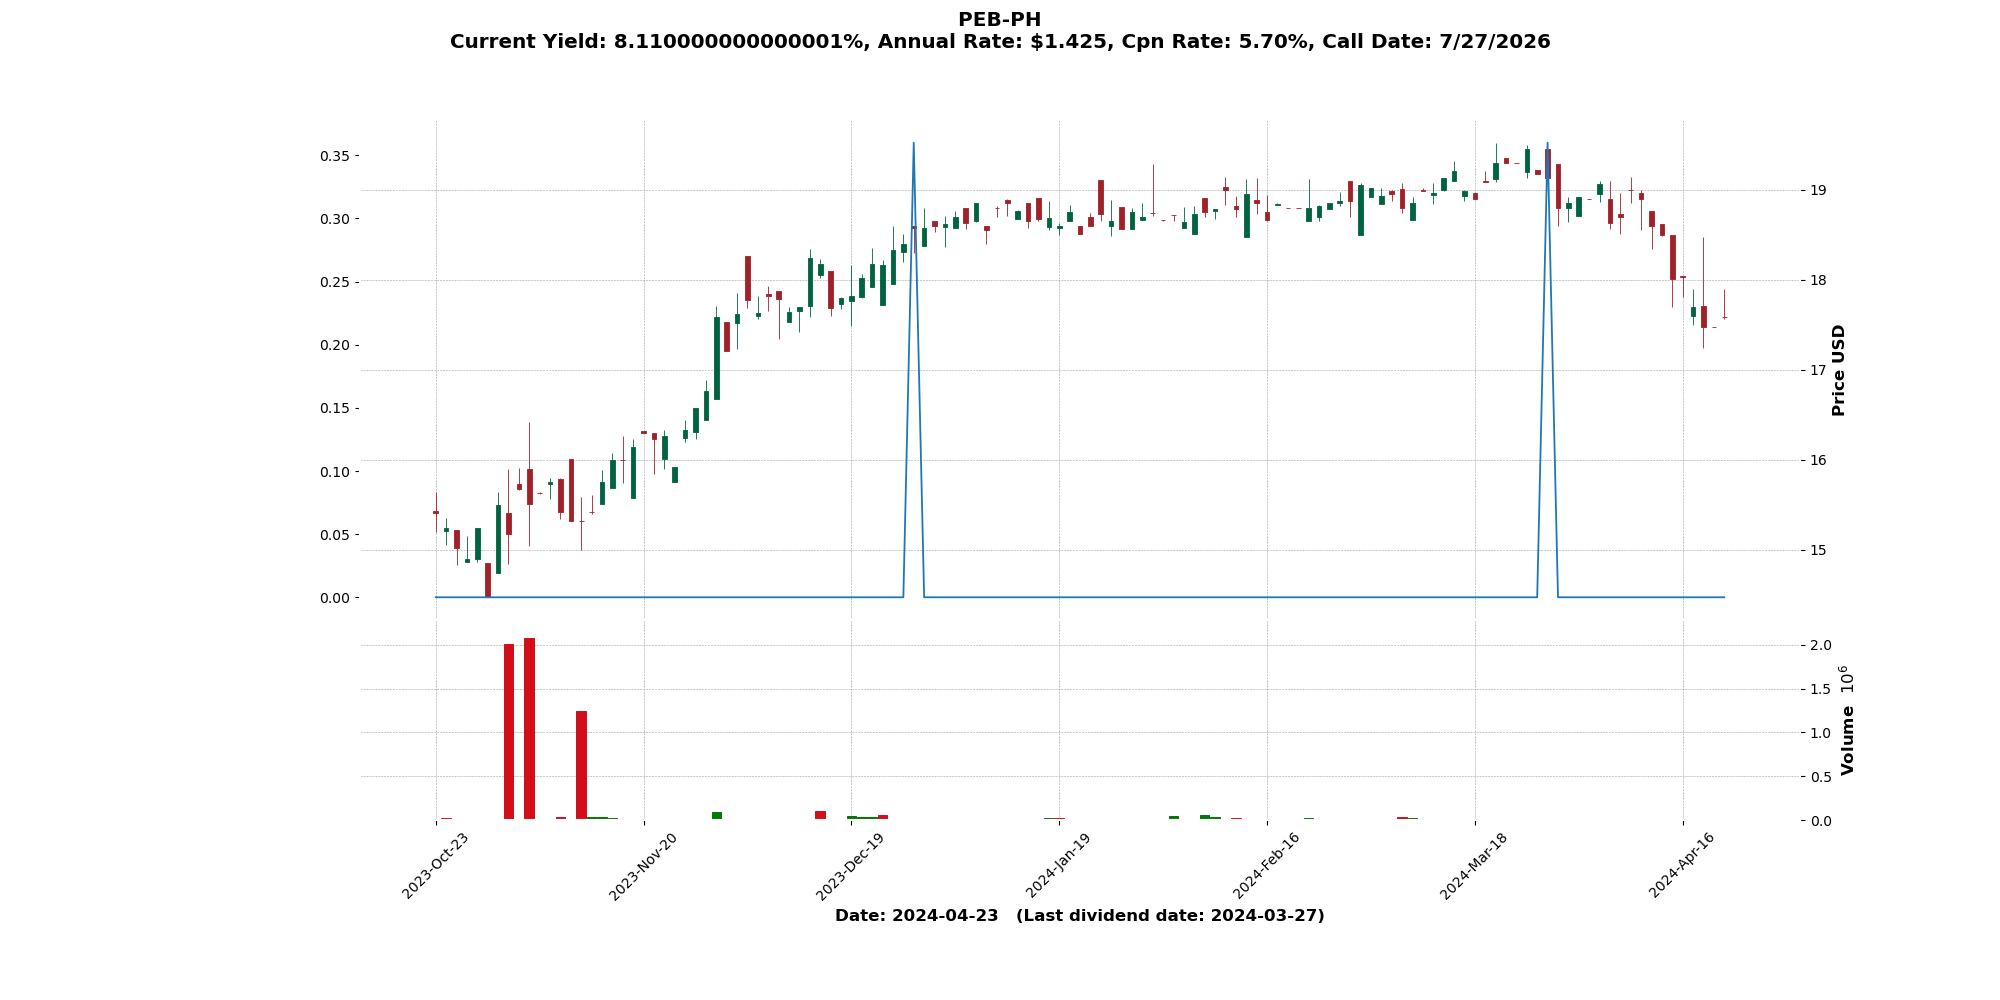 PEB-PH
Current Yield: 8.110000000000001%, Annual Rate: $1.425, Cpn Rate: 5.70%, Call Date: 7/27/2026
0.35
0.30
0.25
0.20
0.15
0.10
0.05
0.00
19
18
17
16
15
Price USD
2.0
1.5
1.0
0.5
0.0
Volume 10^6
2023-Oct-23
2023-Nov-20
2023-Dec-19
2024-Jan-19
2024-Feb-16
2024-Mar-18
2024-Apr-16
Date: 2024-04-23 (Last dividend date: 2024-03-27)